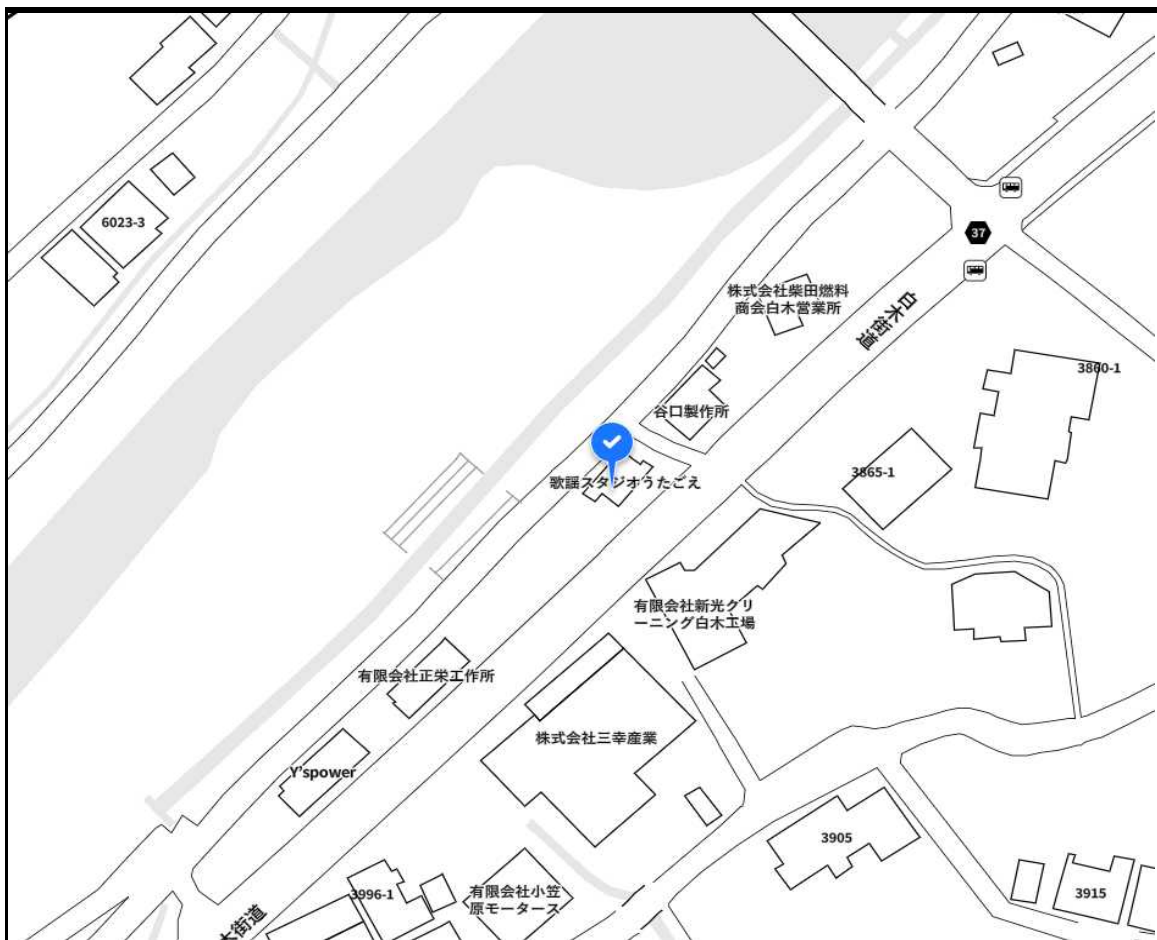 6023-3
37
株式会社柴田燃料
商会白木営業所
白木街道
3860-1
谷口製作所
3865-1
歌謡スタジオうたごえ
有限会社新光クリ
ーニング白木工場
有限会社正栄工作所
株式会社三幸産業
Y'spower
3905
3996-1
有限会社小笠
原モータース
3915
木街道